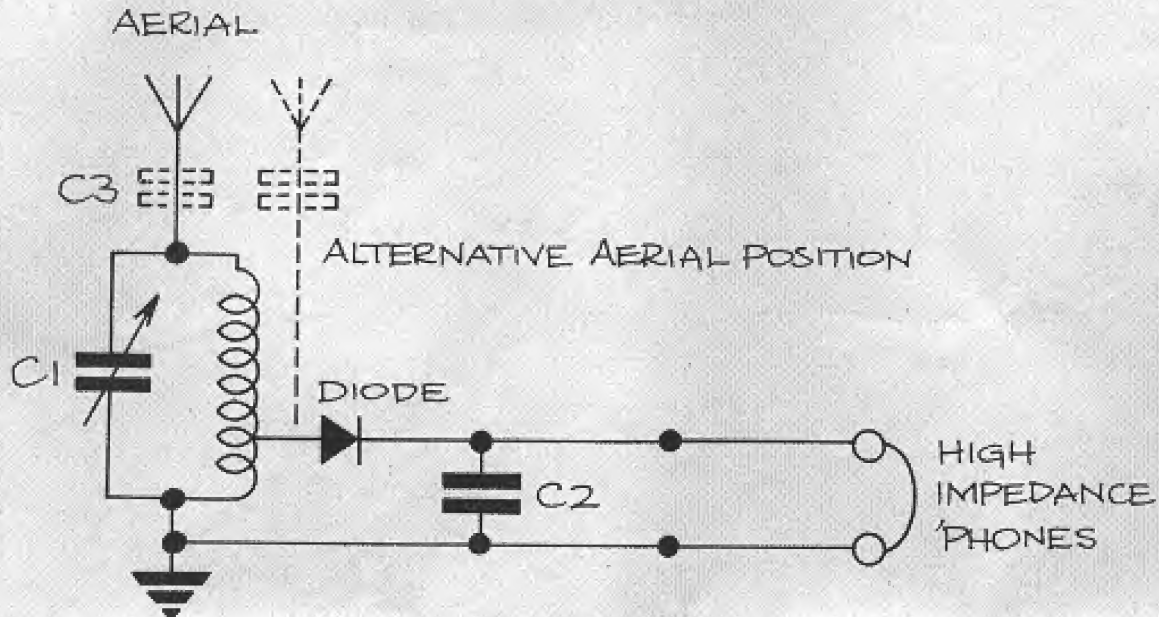 AERIAL
C3
ALTERNATIVE AERIAL POSITION
C1
DIODE
C2
HIGH
IMPEDANCE
'PHONES